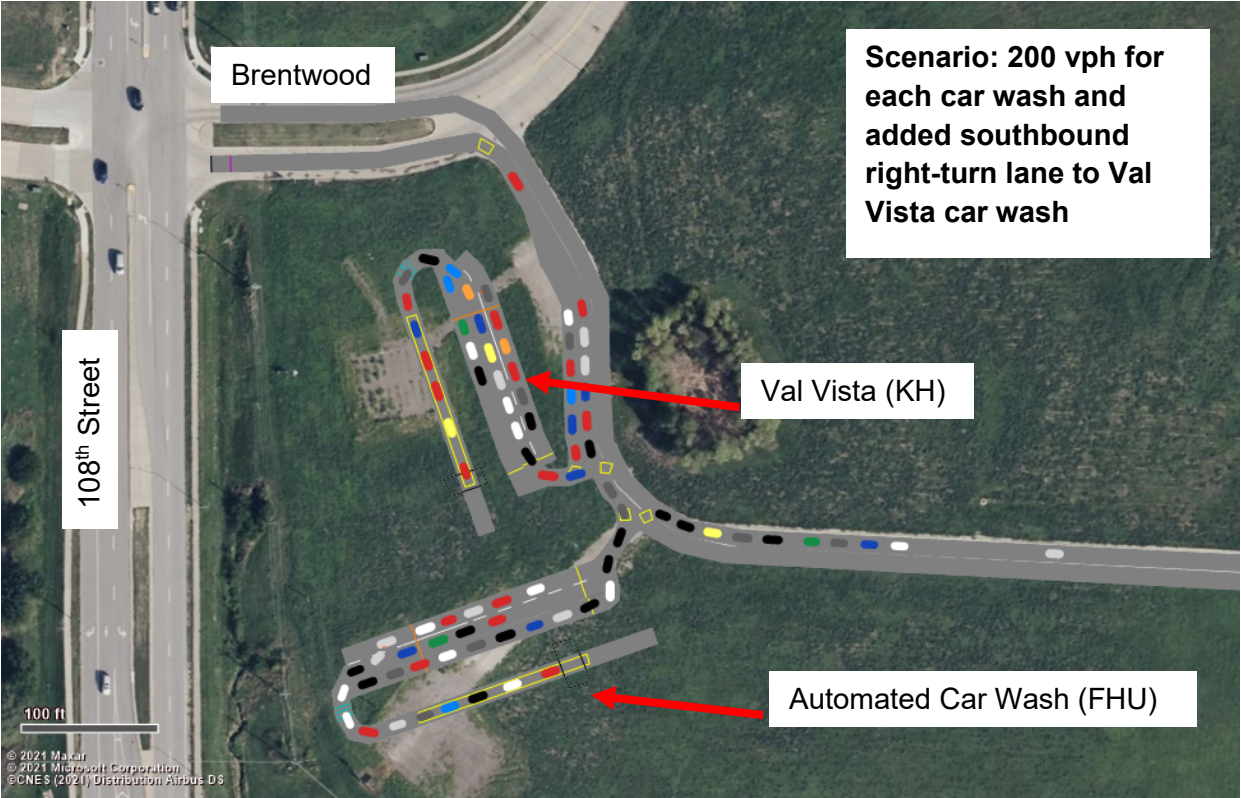 Brentwood
Scenario: 200 vph for
each car wash and
added southbound
right-turn lane to Val
Vista car wash
108th Street
Val Vista (KH)
Automated Car Wash (FHU)
100 ft
© 2021 Maxar
© 2021 Microsoft Corporation
©CNES (2021) Distribution Airbus DS